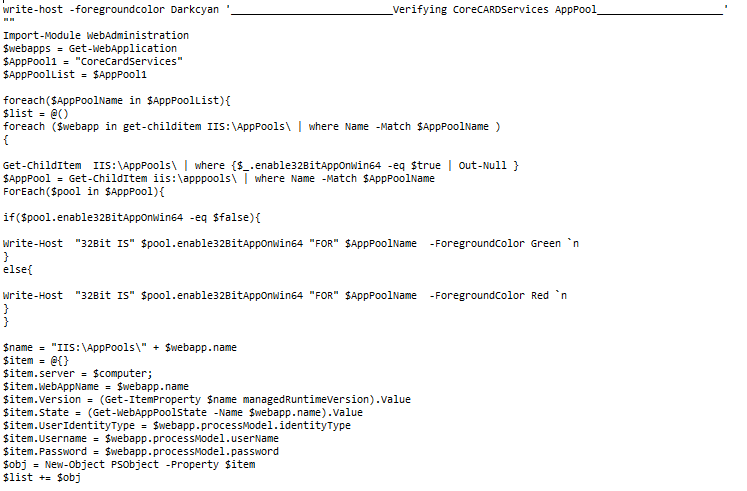 write-host -foregroundcolor Darkcyan '__________________________Verifying CoreCARDServices AppPool____________________'
""
Import-Module WebAdministration
$webapps = Get-WebApplication
$AppPool1 = "CoreCardServices"
$AppPoolList = $AppPool1
foreach($AppPoolName in $AppPoolList){
$list = @()
foreach ($webapp in get-childitem IIS:\AppPools\ | where Name -Match $AppPoolName )
{
Get-ChildItem  IIS:\AppPools\ | where {$_.enable32BitAppOnWin64 -eq $true | Out-Null }
$AppPool = Get-ChildItem iis:\apppools\ | where Name -Match $AppPoolName
ForEach($pool in $AppPool){
if($pool.enable32BitAppOnWin64 -eq $false){
Write-Host  "32Bit IS" $pool.enable32BitAppOnWin64 "FOR" $AppPoolName  -ForegroundColor Green `n
}
else{
Write-Host  "32Bit IS" $pool.enable32BitAppOnWin64 "FOR" $AppPoolName  -ForegroundColor Red `n
}
}
$name = "IIS:\AppPools\" + $webapp.name
$item = @{}
$item.server = $computer;
$item.WebAppName = $webapp.name
$item.Version = (Get-ItemProperty $name managedRuntimeVersion).Value
$item.State = (Get-WebAppPoolState -Name $webapp.name).Value
$item.UserIdentityType = $webapp.processModel.identityType
$item.Username = $webapp.processModel.userName
$item.Password = $webapp.processModel.password
$obj = New-Object PSObject -Property $item
$list += $obj